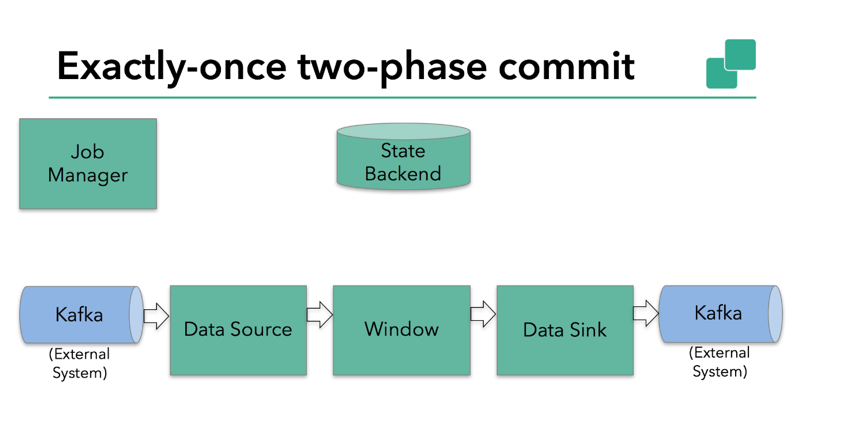 Exactly-once two-phase commit
Job
Manager
State
Backend
Kafka
(External
System)
Data Source
Window
Data Sink
Kafka
(External
System)